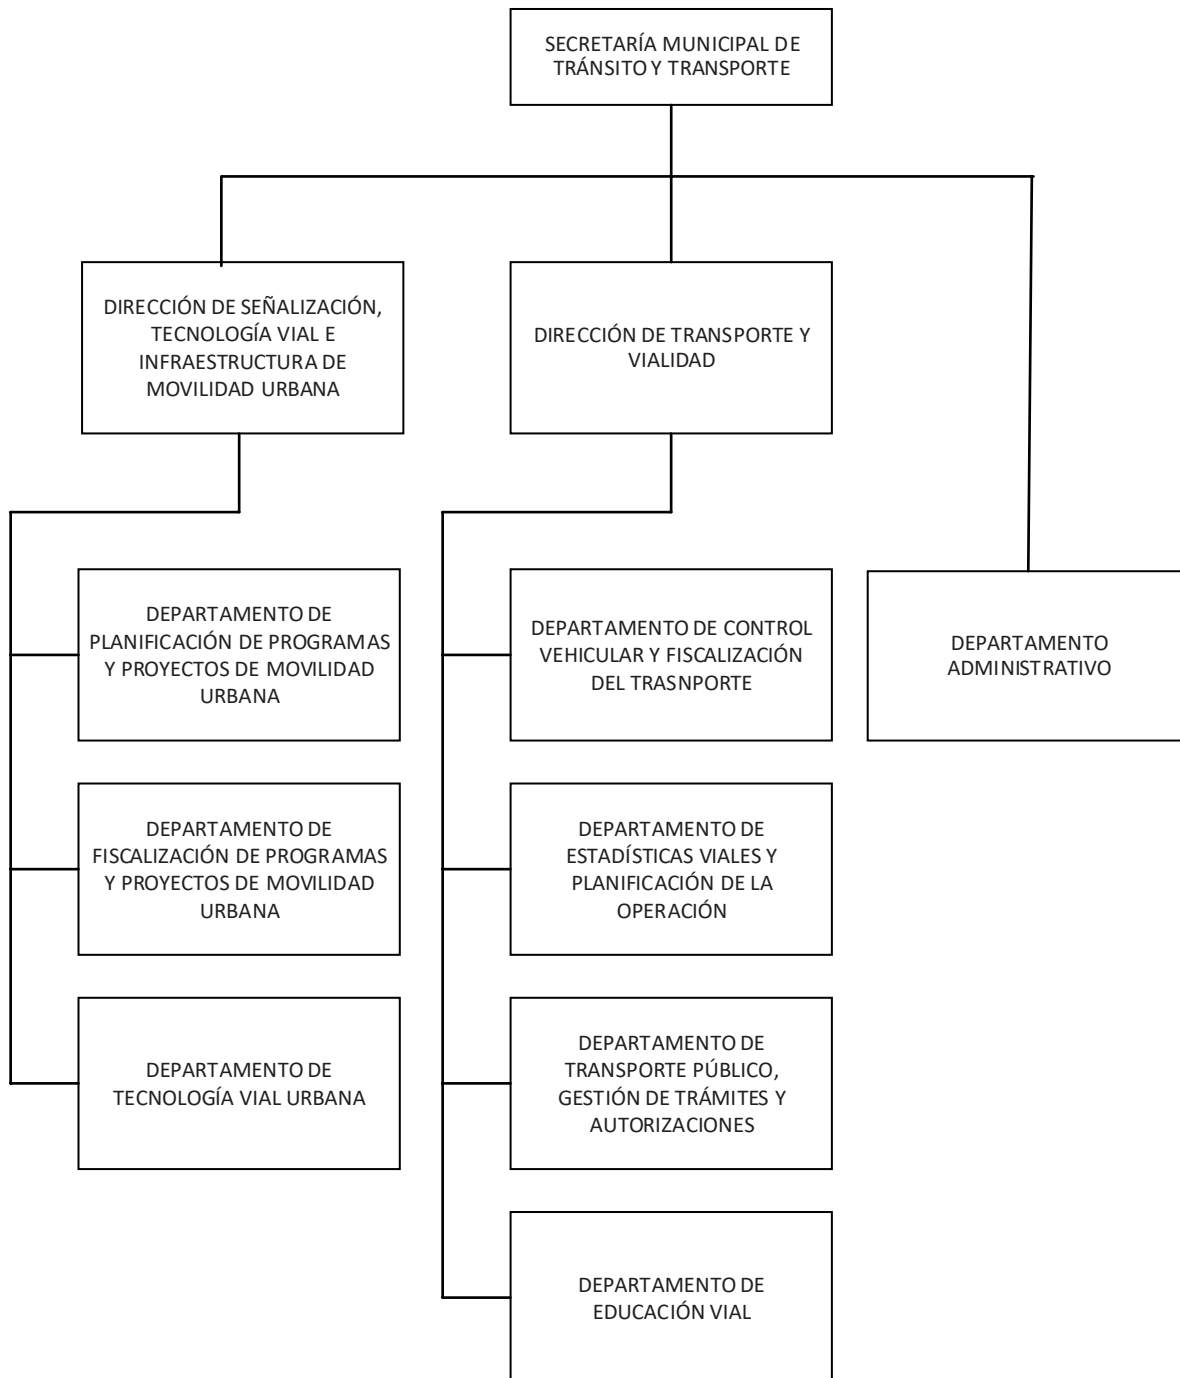 SECRETARÍA MUNICIPAL DE
TRÁNSITO Y TRANSPORTE
DIRECCIÓN DE SEÑALIZACIÓN,
TECNOLOGÍA VIAL E
INFRAESTRUCTURA DE
MOVILIDAD URBANA
DIRECCIÓN DE TRANSPORTE Y
VIALIDAD
DEPARTAMENTO DE
PLANIFICACIÓN DE PROGRAMAS
Y PROYECTOS DE MOVILIDAD
URBANA
DEPARTAMENTO DE CONTROL
VEHICULAR Y FISCALIZACIÓN
DEL TRASNPORTE
DEPARTAMENTO
ADMINISTRATIVO
DEPARTAMENTO DE
FISCALIZACIÓN DE PROGRAMAS
Y PROYECTOS DE MOVILIDAD
URBANA
DEPARTAMENTO DE
ESTADÍSTICAS VIALES Y
PLANIFICACIÓN DE LA
OPERACIÓN
DEPARTAMENTO DE
TECNOLOGÍA VIAL URBANA
DEPARTAMENTO DE
TRANSPORTE PÚBLICO,
GESTIÓN DE TRÁMITES Y
AUTORIZACIONES
DEPARTAMENTO DE
EDUCACIÓN VIAL